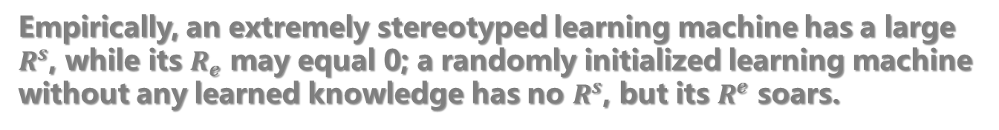 Empirically, an extremely stereotyped learning machine has a large
R^s, while its R_e may equal 0; a randomly initialized learning machine
without any learned knowledge has no R^s, but its R^e soars.